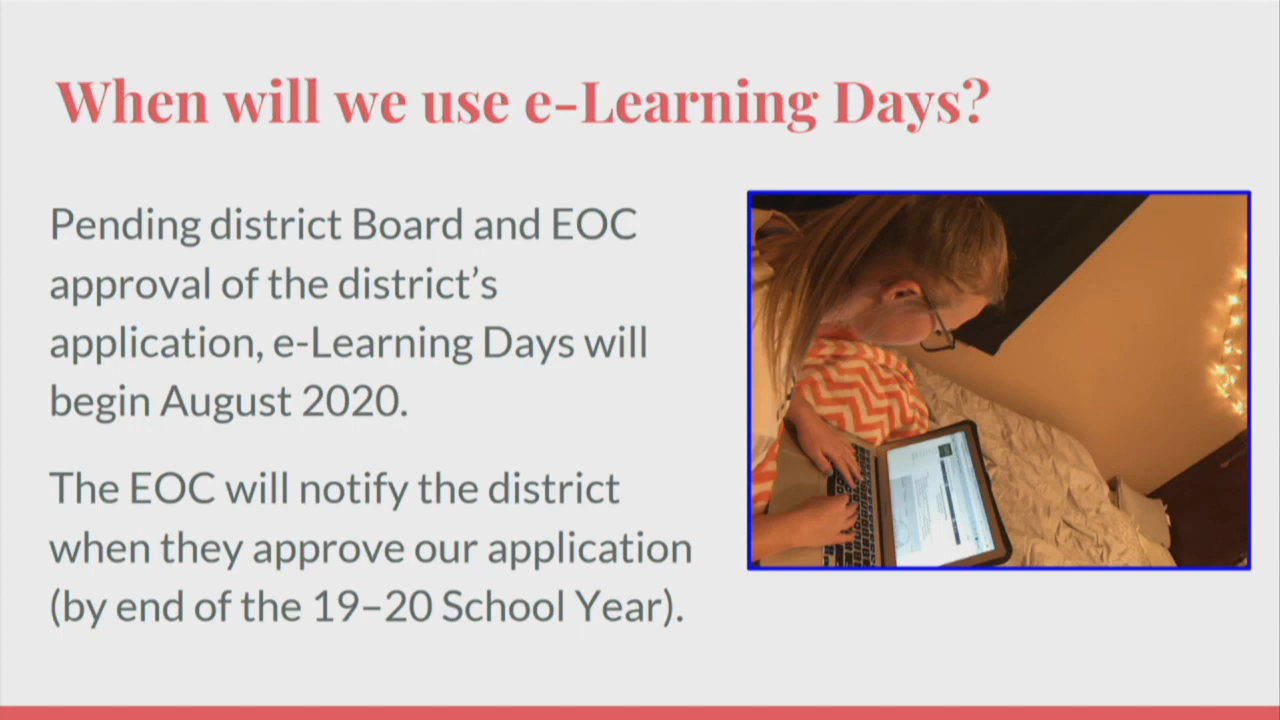 When will we use e-Learning Days?
Pending district Board and EOC
approval of the district's
application, e-Learning Days will
begin August 2020.
The EOC will notify the district
when they approve our application
(by end of the 19–20 School Year).